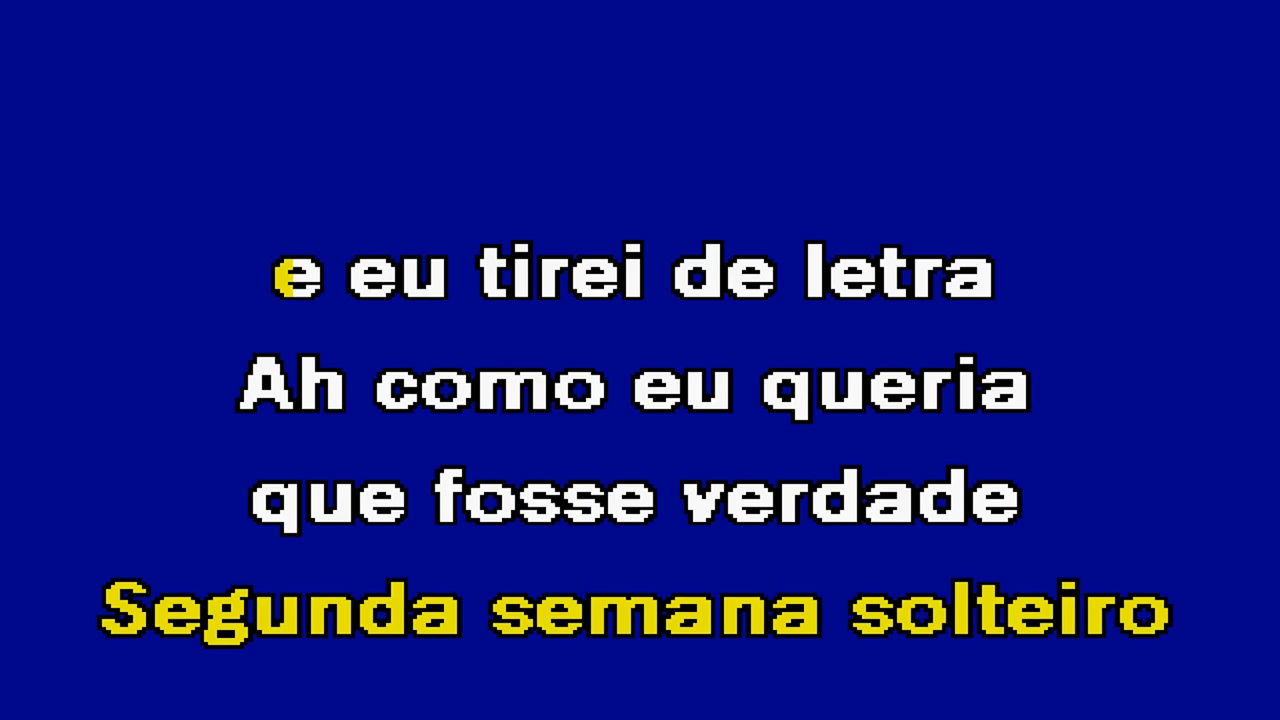 e eu tirei de letra
Ah como eu queria
que fosse verdade
Segunda semana solteiro